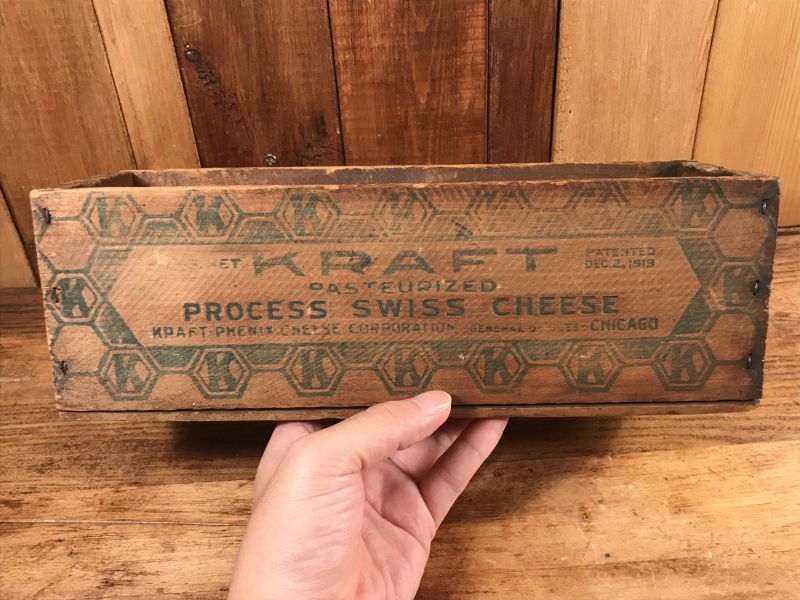 K K K K K K K
KRAFT
PATENTED
DEC. 2, 1919
PASTEURIZED
K PROCESS SWISS CHEESE K
KRAFT-PHENIX CHEESE CORPORATION CHICAGO
K K K K K K K